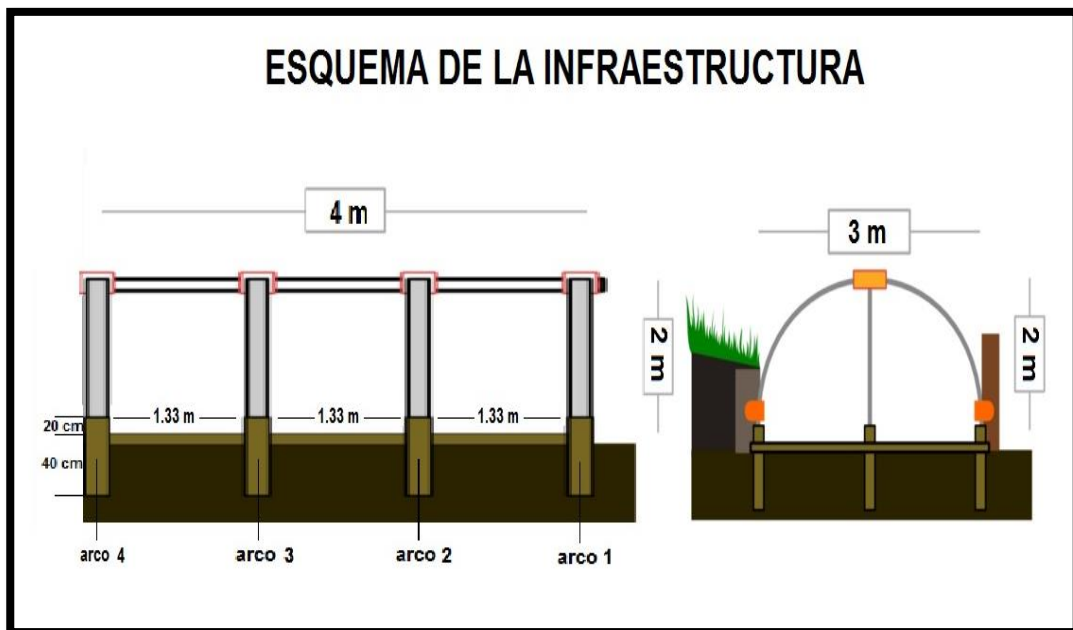 ESQUEMA DE LA INFRAESTRUCTURA
4 m
3 m
2 m
2 m
1.33 m
1.33 m
1.33 m
20 cm
40 cm
arco 4
arco 3
arco 2
arco 1